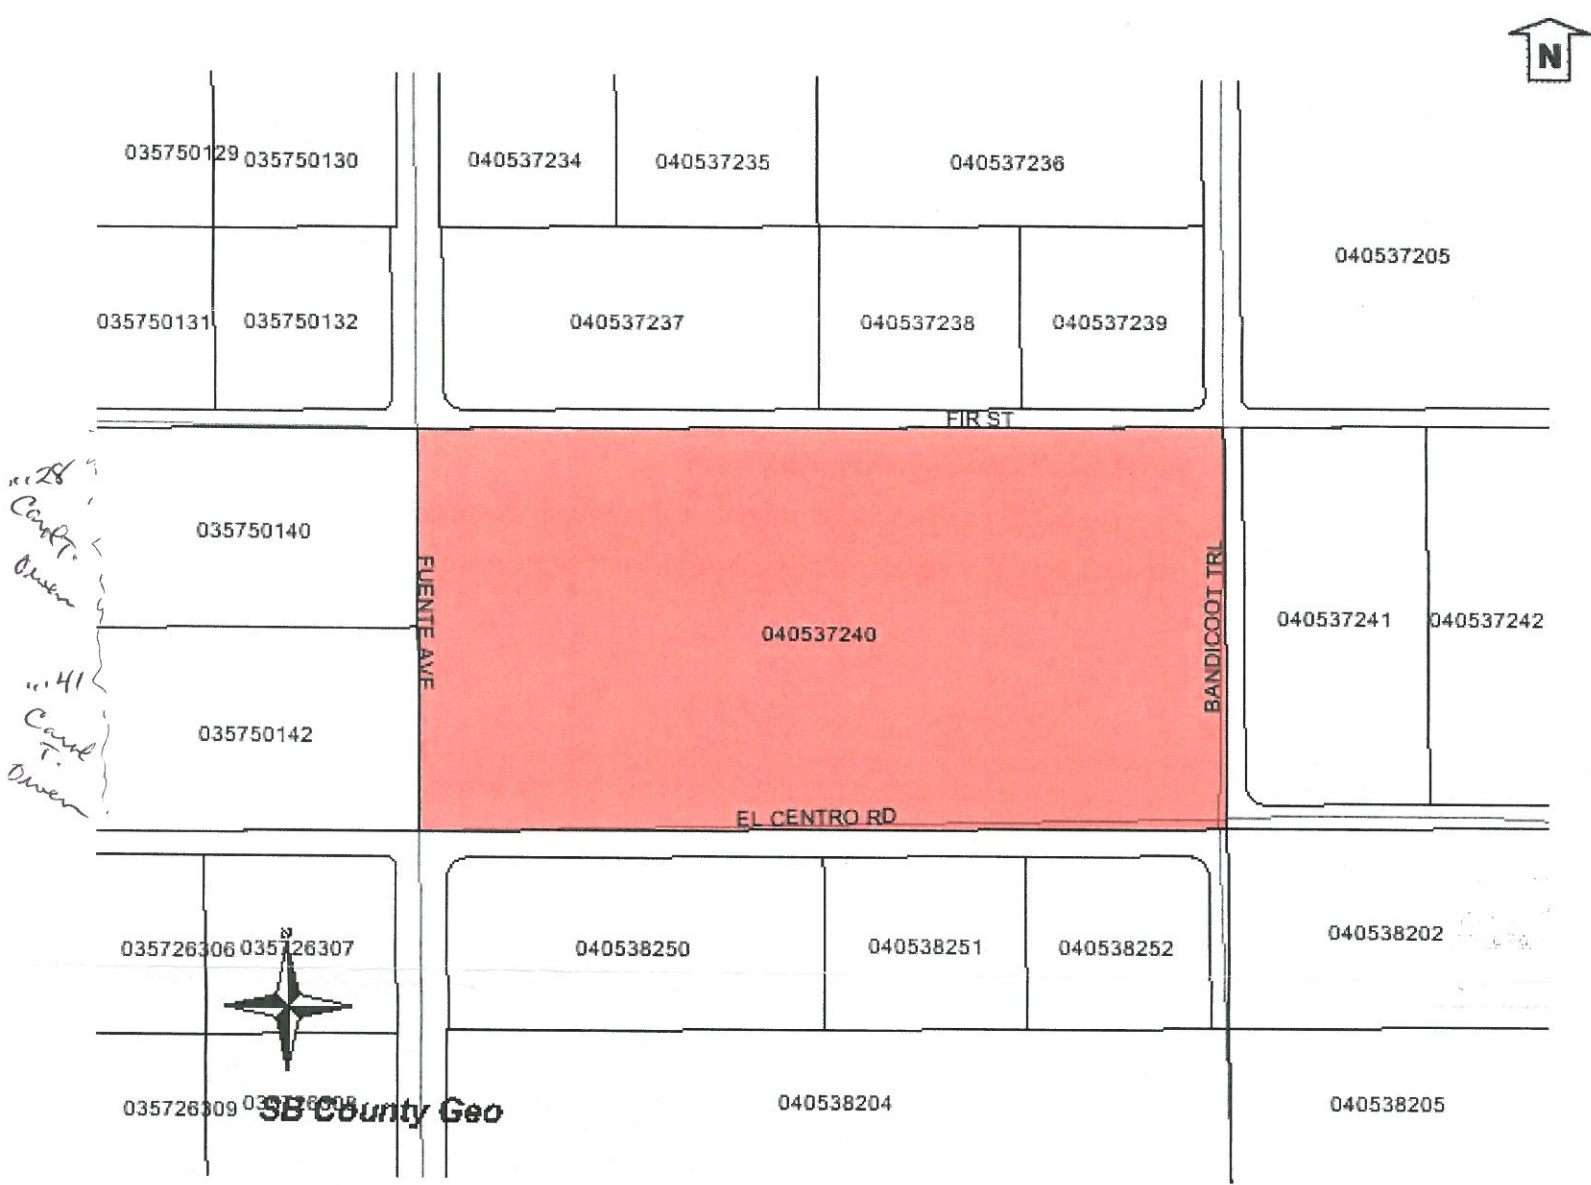 N
035750129 035750130 040537234 040537235 040537236
040537205
035750131 035750132 040537237 040537238 040537239
FIR ST
...28
Carol T.
Owen
035750140
FUENTE AVE
040537240
BANDICOOT TRL
040537241 040537242
...41
Carol
T.
Owen
035750142
EL CENTRO RD
035726306 035726307 040538250 040538251 040538252 040538202
N
035726309 040538204 040538205
SB County Geo